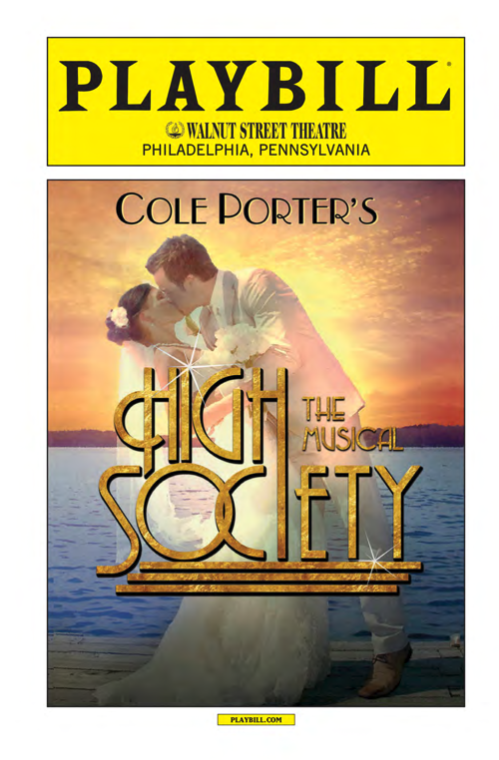 PLAYBILL®
WALNUT STREET THEATRE
PHILADELPHIA, PENNSYLVANIA
COLE PORTER'S
HIGH
THE
MUSICAL
SOCIETY
PLAYBILL.COM